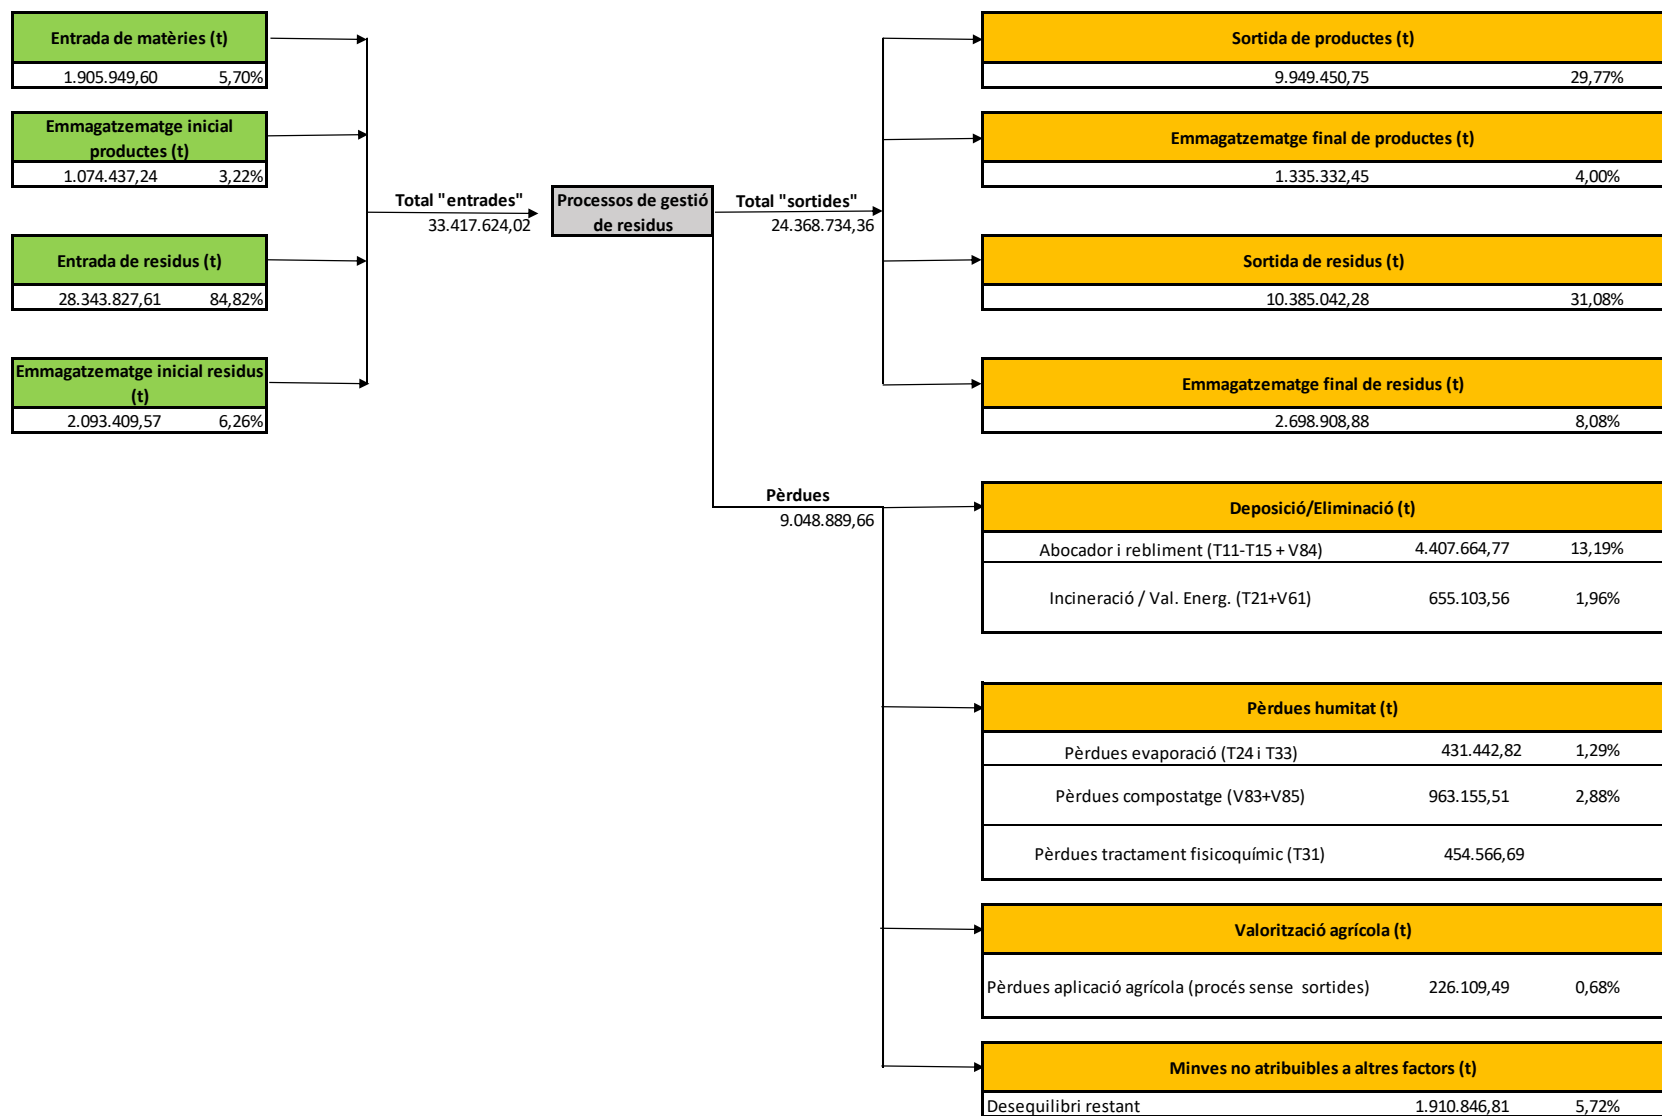 Entrada de matèries (t)
1.905.949,60 5,70%
Emmagatzematge inicial
productes (t)
1.074.437,24 3,22%
Entrada de residus (t)
28.343.827,61 84,82%
Emmagatzematge inicial residus
(t)
2.093.409,57 6,26%
Total "entrades"
33.417.624,02
Processos de gestió
de residus
Total "sortides"
24.368.734,36
Pèrdues
9.048.889,66
Sortida de productes (t)
9.949.450,75 29,77%
Emmagatzematge final de productes (t)
1.335.332,45 4,00%
Sortida de residus (t)
10.385.042,28 31,08%
Emmagatzematge final de residus (t)
2.698.908,88 8,08%
Deposició/Eliminació (t)
Abocador i rebliment (T11-T15 + V84) 4.407.664,77 13,19%
Incineració / Val. Energ. (T21+V61) 655.103,56 1,96%
Pèrdues humitat (t)
Pèrdues evaporació (T24 i T33) 431.442,82 1,29%
Pèrdues compostatge (V83+V85) 963.155,51 2,88%
Pèrdues tractament fisicoquímic (T31) 454.566,69
Valorització agrícola (t)
Pèrdues aplicació agrícola (procés sense sortides) 226.109,49 0,68%
Minves no atribuibles a altres factors (t)
Desequilibri restant 1.910.846,81 5,72%